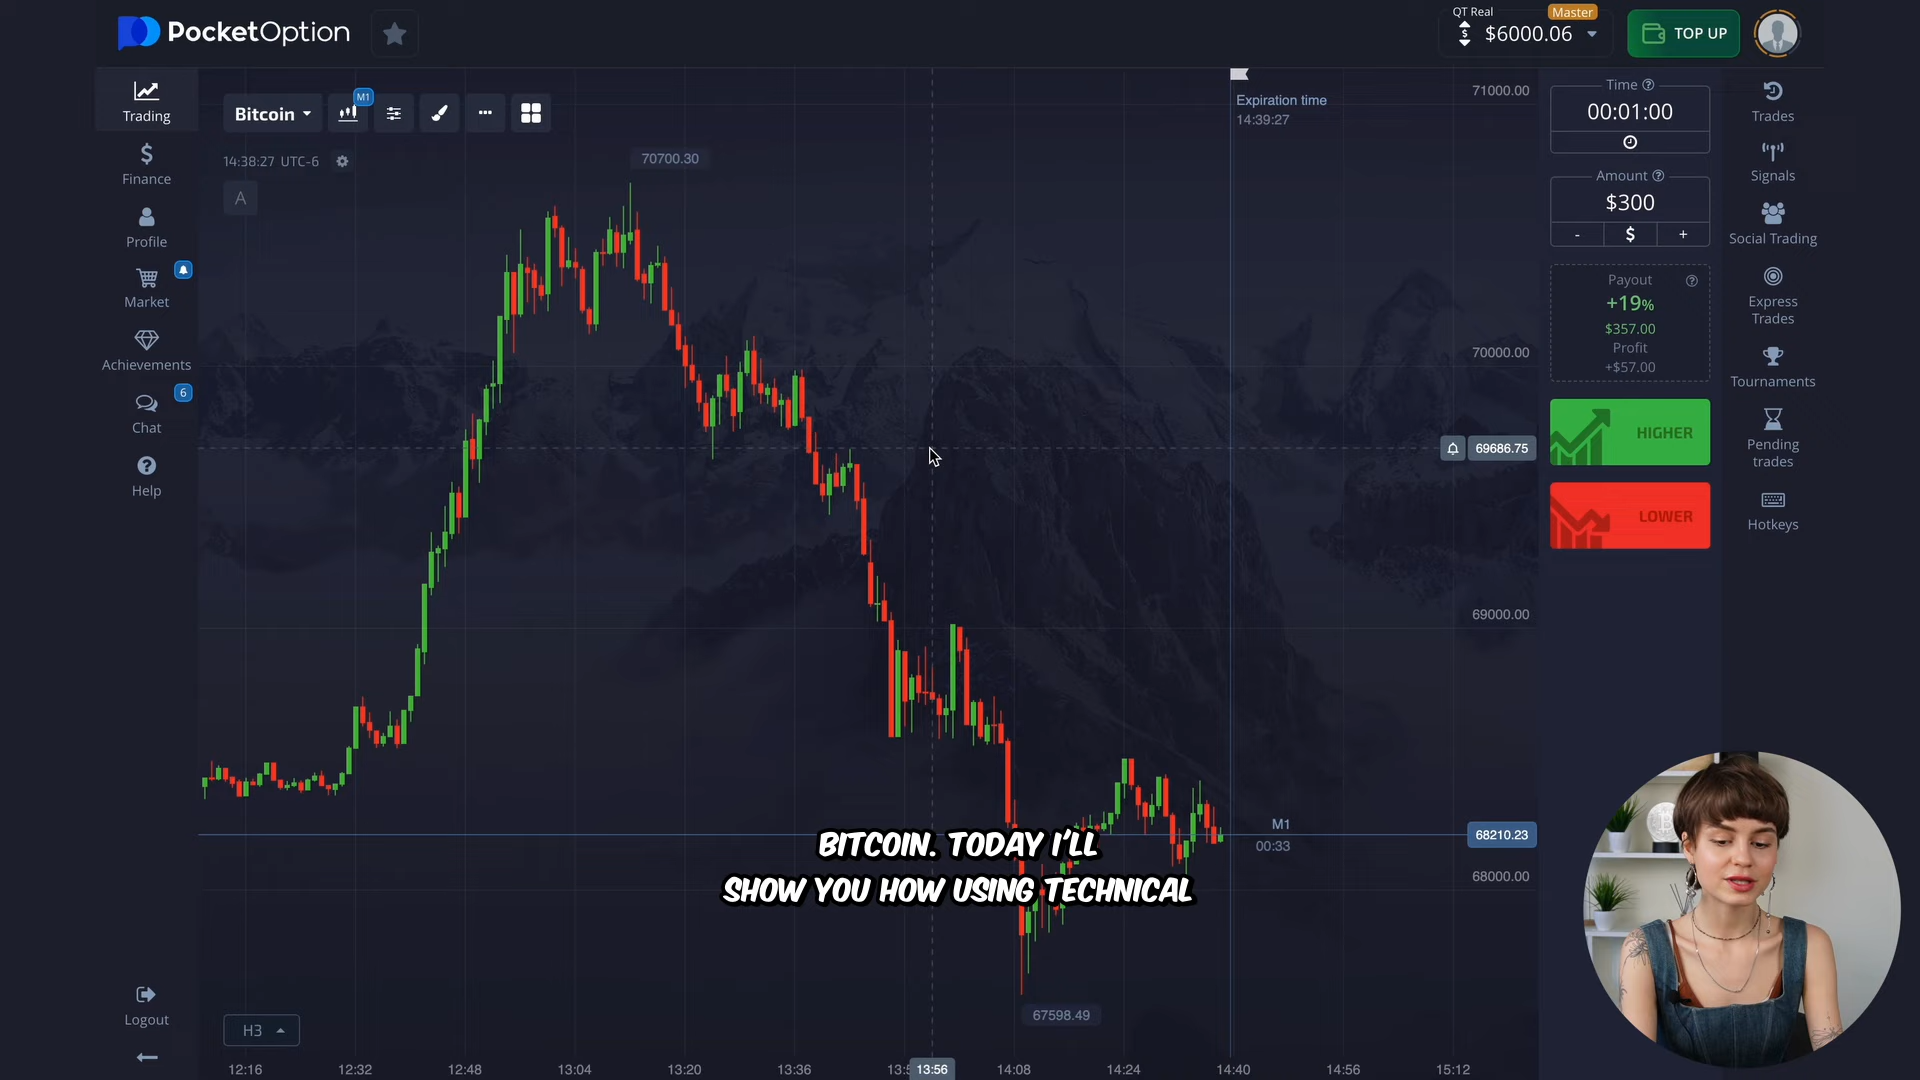 PocketOption
QT Real
Master
$6000.06
TOP UP
Trading
Finance
Profile
Market
Achievements
6
Chat
Help
Logout
Bitcoin
M1
14:38:27 UTC-6
A
70700.30
Expiration time
14:39:27
71000.00
70000.00
69686.75
69000.00
M1
00:33
68210.23
68000.00
67598.49
BITCOIN. TODAY I'LL
SHOW YOU HOW USING TECHNICAL
H3
12:16
12:32
12:48
13:04
13:20
13:36
13:56
14:08
14:24
14:40
14:56
15:12
Time
00:01:00
Amount
$300
- $ +
Payout
+19%
$357.00
Profit
+$57.00
HIGHER
LOWER
Trades
Signals
Social Trading
Express
Trades
Tournaments
Pending
trades
Hotkeys